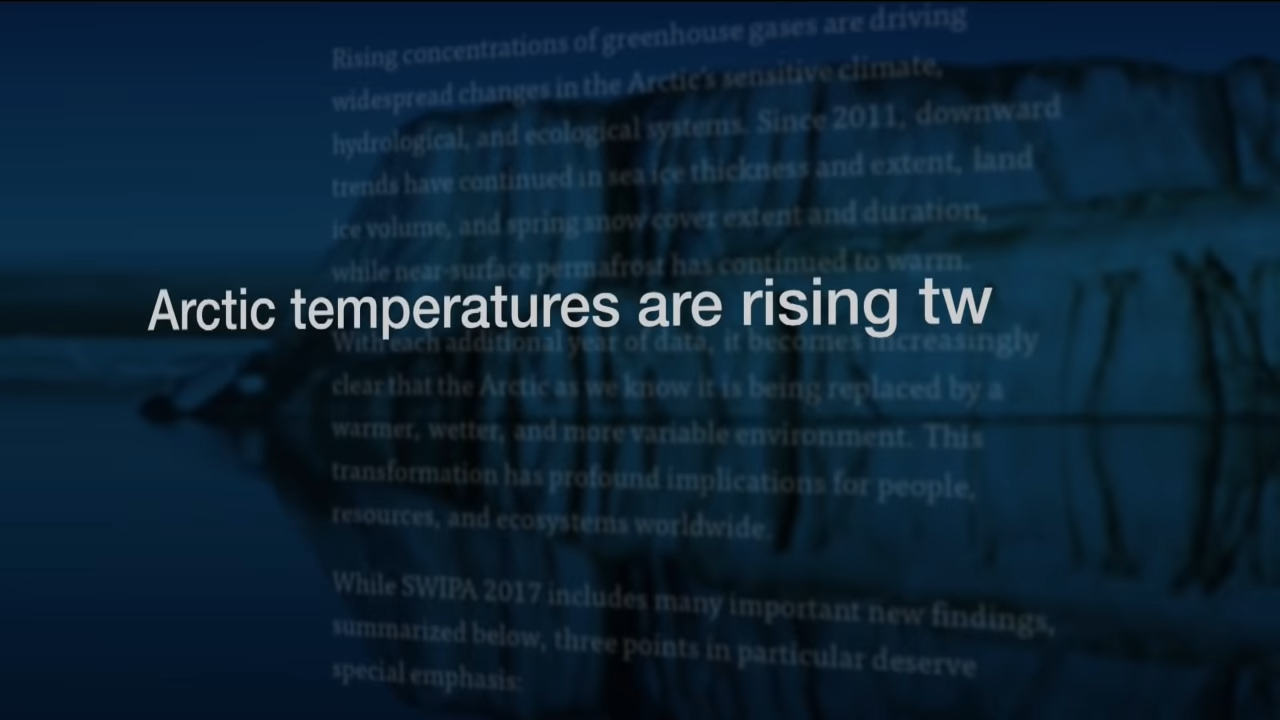 Rising concentrations of greenhouse gases are driving
widespread changes in the Arctic's sensitive climate,
hydrological, and ecological systems. Since 2011, downward
trends have continued in sea ice thickness and extent, land
ice volume, and spring snow cover extent and duration,
while near-surface permafrost has continued to warm.
Arctic temperatures are rising tw
With each additional year of data, it becomes increasingly
clear that the Arctic as we know it is being replaced by a
warmer, wetter, and more variable environment. This
transformation has profound implications for people,
resources, and ecosystems worldwide.
While SWIPA 2017 includes many important new findings,
summarized below, three points in particular deserve
special emphasis: